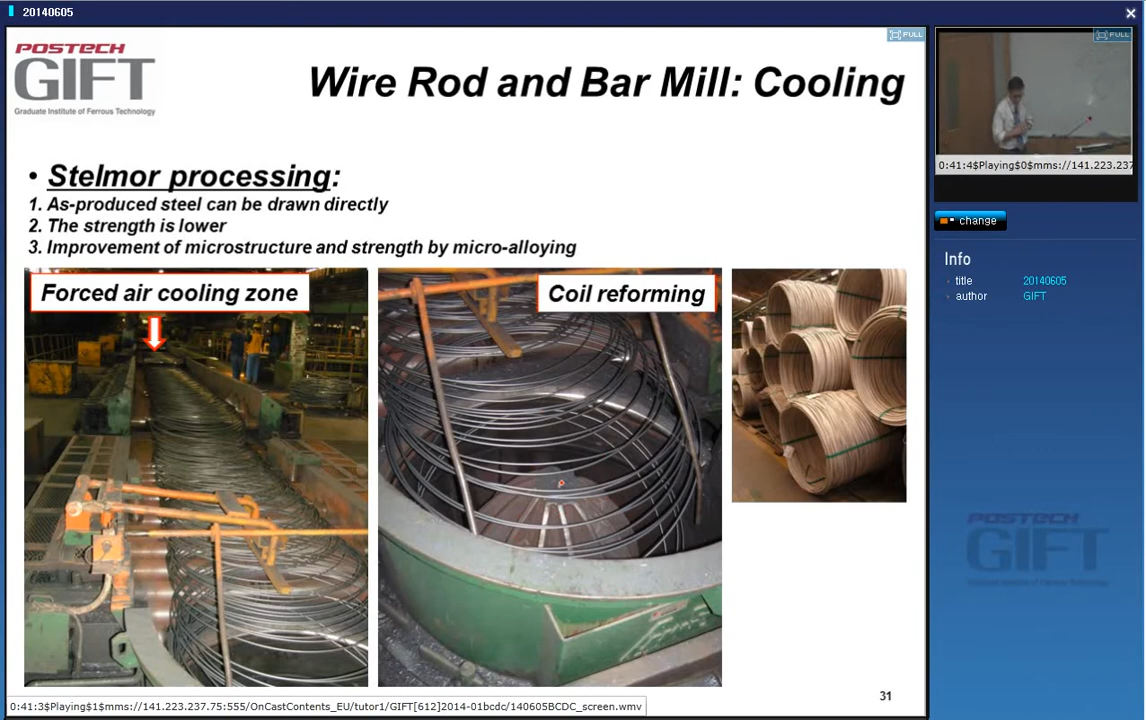 20140605
POSTECH
GIFT
Graduate Institute of Ferrous Technology
FULL
Wire Rod and Bar Mill: Cooling
• Stelmor processing:
1. As-produced steel can be drawn directly
2. The strength is lower
3. Improvement of microstructure and strength by micro-alloying
Forced air cooling zone
Coil reforming
31
0:41:3$Playing$1$mms://141.223.237.75:555/OnCastContents_EU/tutor1/GIFT[612]2014-01bcdc/140605BCDC_screen.wmv
FULL
0:41:4$Playing$0$mms://141.223.237
change
Info
title 20140605
author GIFT
POSTECH
GIFT